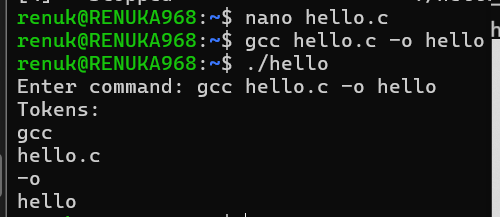 renuk@RENUKA968:~$ nano hello.c
renuk@RENUKA968:~$ gcc hello.c -o hello
renuk@RENUKA968:~$ ./hello
Enter command: gcc hello.c -o hello
Tokens:
gcc
hello.c
-o
hello